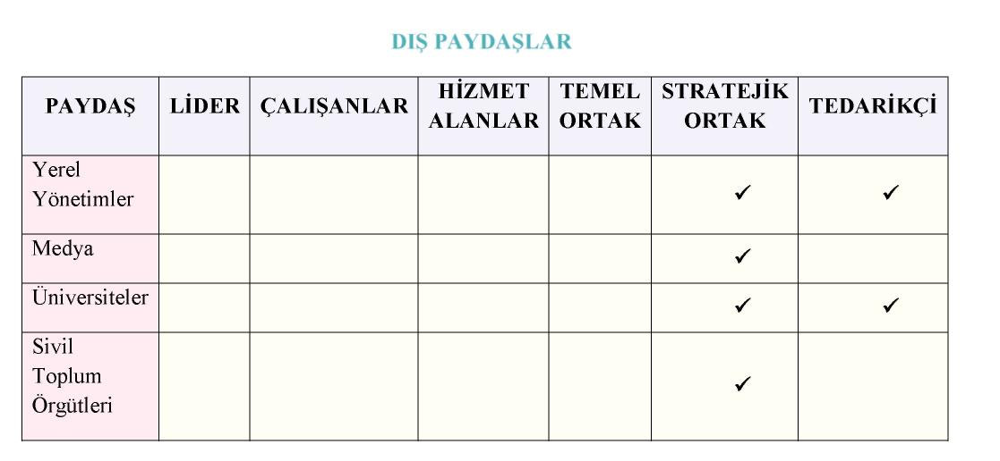 DIŞ PAYDAŞLAR
PAYDAŞ LİDER ÇALIŞANLAR HİZMET ALANLAR TEMEL ORTAK STRATEJİK ORTAK TEDARİKÇİ
Yerel
Yönetimler ✓ ✓
Medya ✓
Üniversiteler ✓ ✓
Sivil
Toplum
Örgütleri ✓